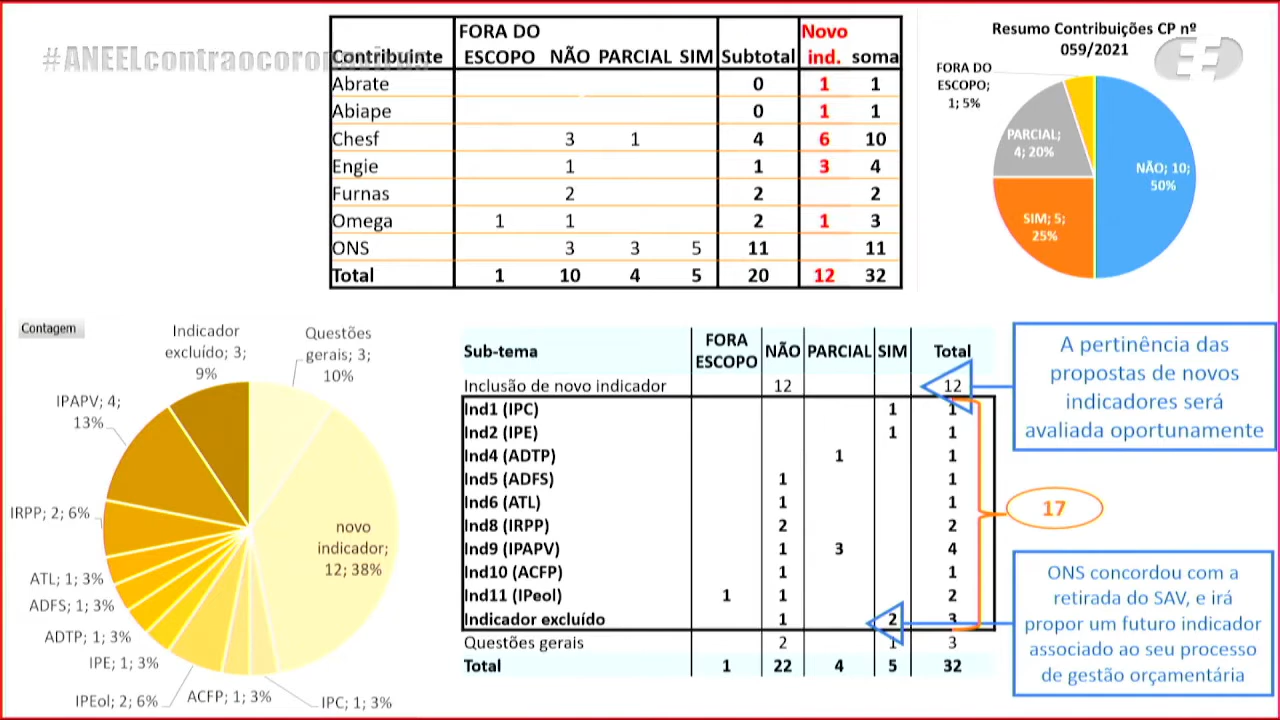 #ANEELcontraocoronavírus
FORA DO Novo
Contribuinte ESCOPO NÃO PARCIAL SIM Subtotal ind. soma
Abrate 0 1 1
Abiape 0 1 1
Chesf 3 1 4 6 10
Engie 1 1 3 4
Furnas 2 2 2
Omega 1 1 2 1 3
ONS 3 3 5 11 11
Total 1 10 4 5 20 12 32
Resumo Contribuições CP nº
059/2021
FORA DO
ESCOPO;
1; 5%
PARCIAL;
4; 20%
NÃO; 10;
50%
SIM; 5;
25%
Contagem
Indicador
excluído; 3;
9%
Questões
gerais; 3;
10%
IPAPV; 4;
13%
IRPP; 2; 6%
novo
indicador;
12; 38%
ATL; 1; 3%
ADFS; 1; 3%
ADTP; 1; 3%
IPE; 1; 3%
IPEol; 2; 6%
ACFP; 1; 3%
IPC; 1; 3%
Sub-tema FORA ESCOPO NÃO PARCIAL SIM Total
Inclusão de novo indicador 12 12
Ind1 (IPC) 1 1
Ind2 (IPE) 1 1
Ind4 (ADTP) 1 1
Ind5 (ADFS) 1 1
Ind6 (ATL) 1 1
Ind8 (IRPP) 2 2
Ind9 (IPAPV) 1 3 4
Ind10 (ACFP) 1 1
Ind11 (IPeol) 1 1 2
Indicador excluído 1 2 3
Questões gerais 2 1 3
Total 1 22 4 5 32
A pertinência das
propostas de novos
indicadores será
avaliada oportunamente
17
ONS concordou com a
retirada do SAV, e irá
propor um futuro indicador
associado ao seu processo
de gestão orçamentária